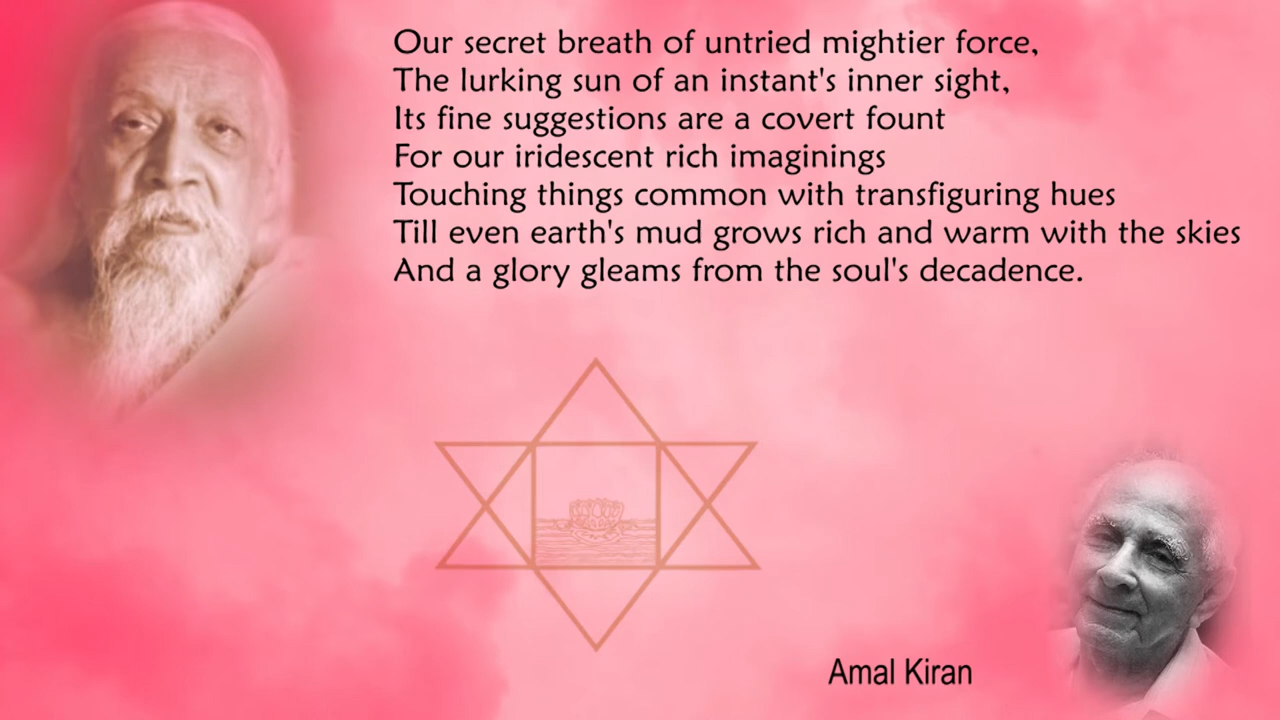 Our secret breath of untried mightier force,
The lurking sun of an instant's inner sight,
Its fine suggestions are a covert fount
For our iridescent rich imaginings
Touching things common with transfiguring hues
Till even earth's mud grows rich and warm with the skies
And a glory gleams from the soul's decadence.
Amal Kiran